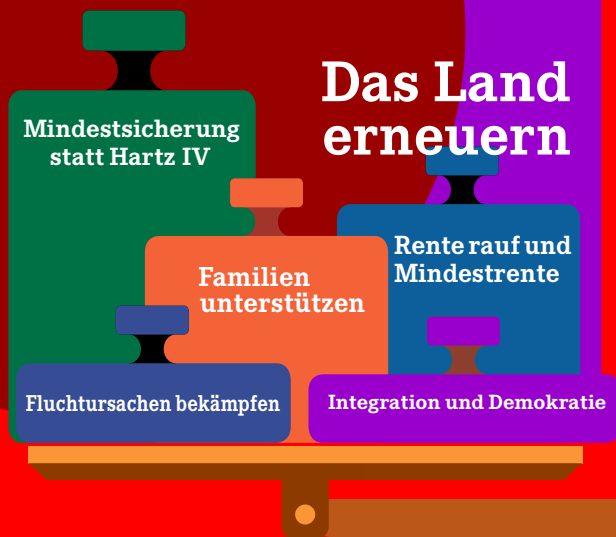 Das Land
erneuern
Mindestsicherung
statt Hartz IV
Familien
unterstützen
Rente rauf und
Mindestrente
Fluchtursachen bekämpfen
Integration und Demokratie